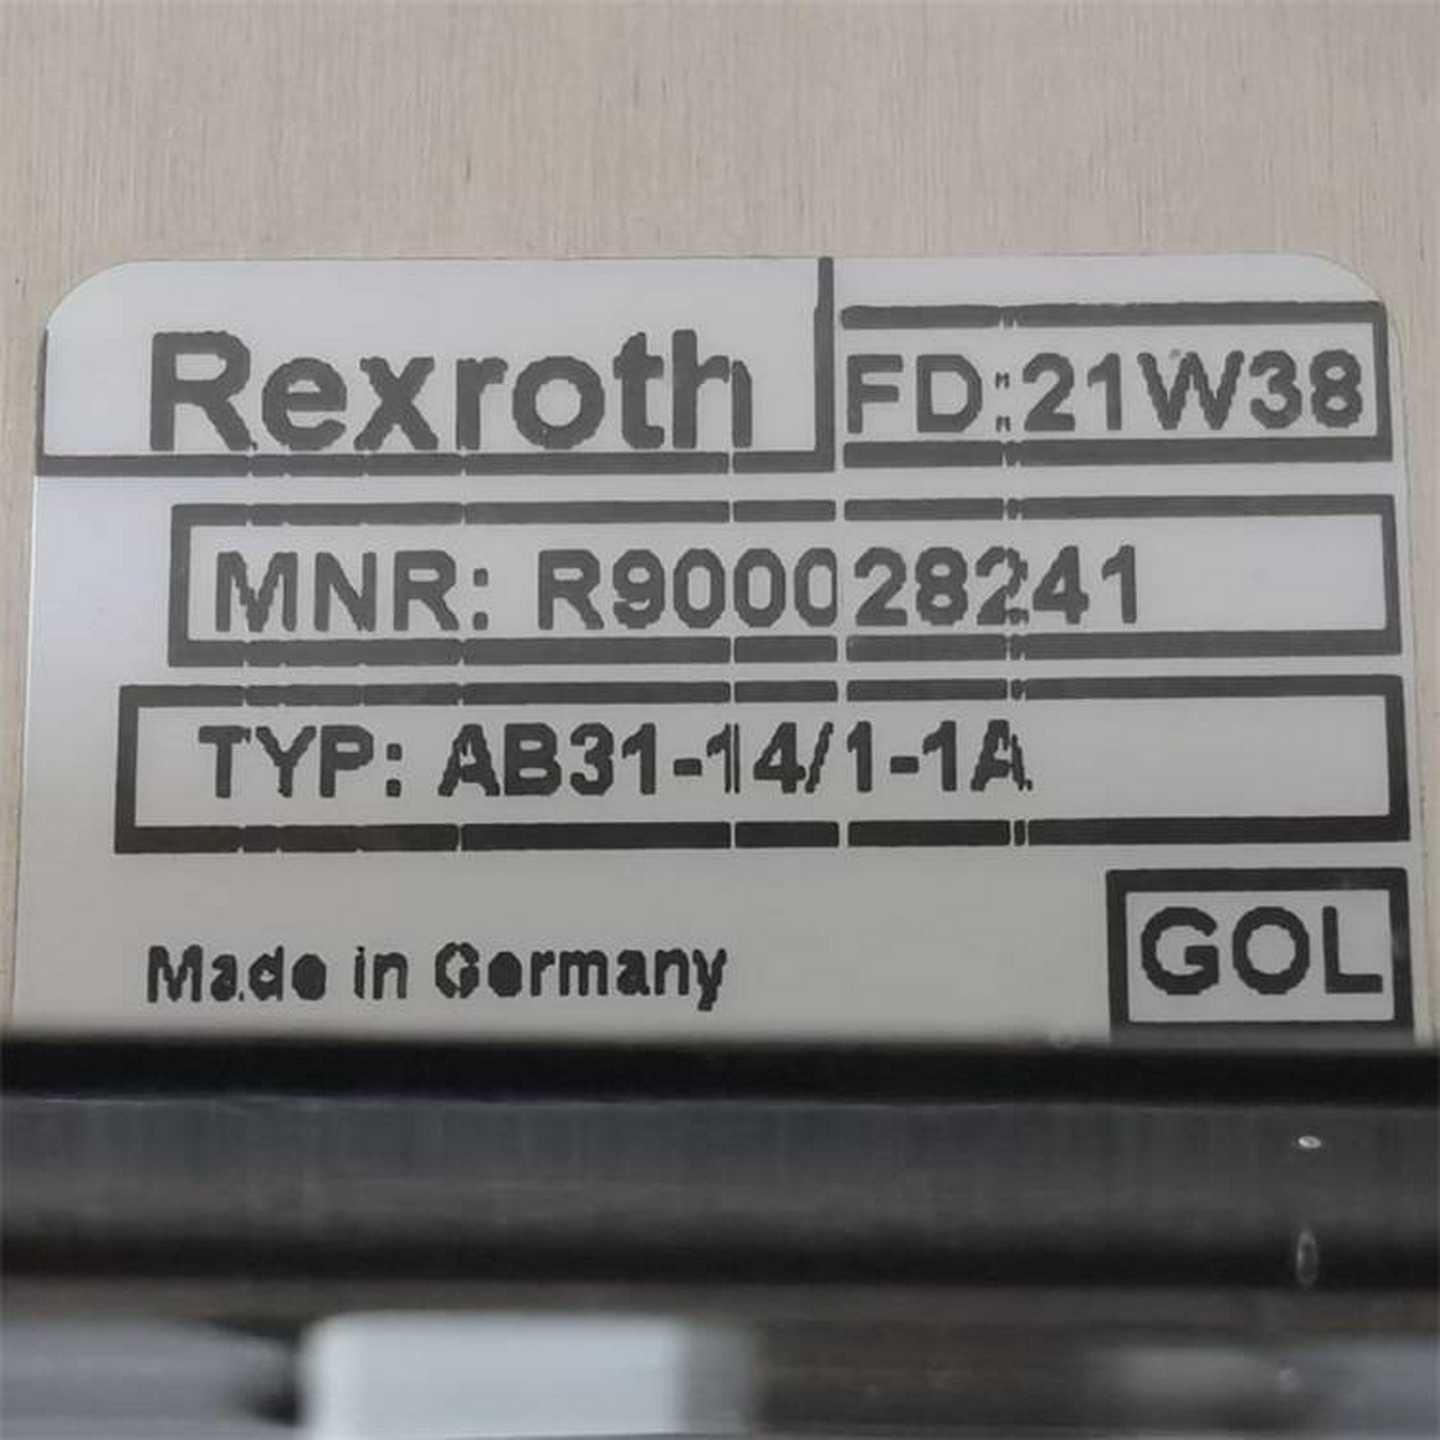 Rexroth
FD:21W38
MNR: R900028241
TYP: AB31-14/1-1A
GOL
Made in Germany